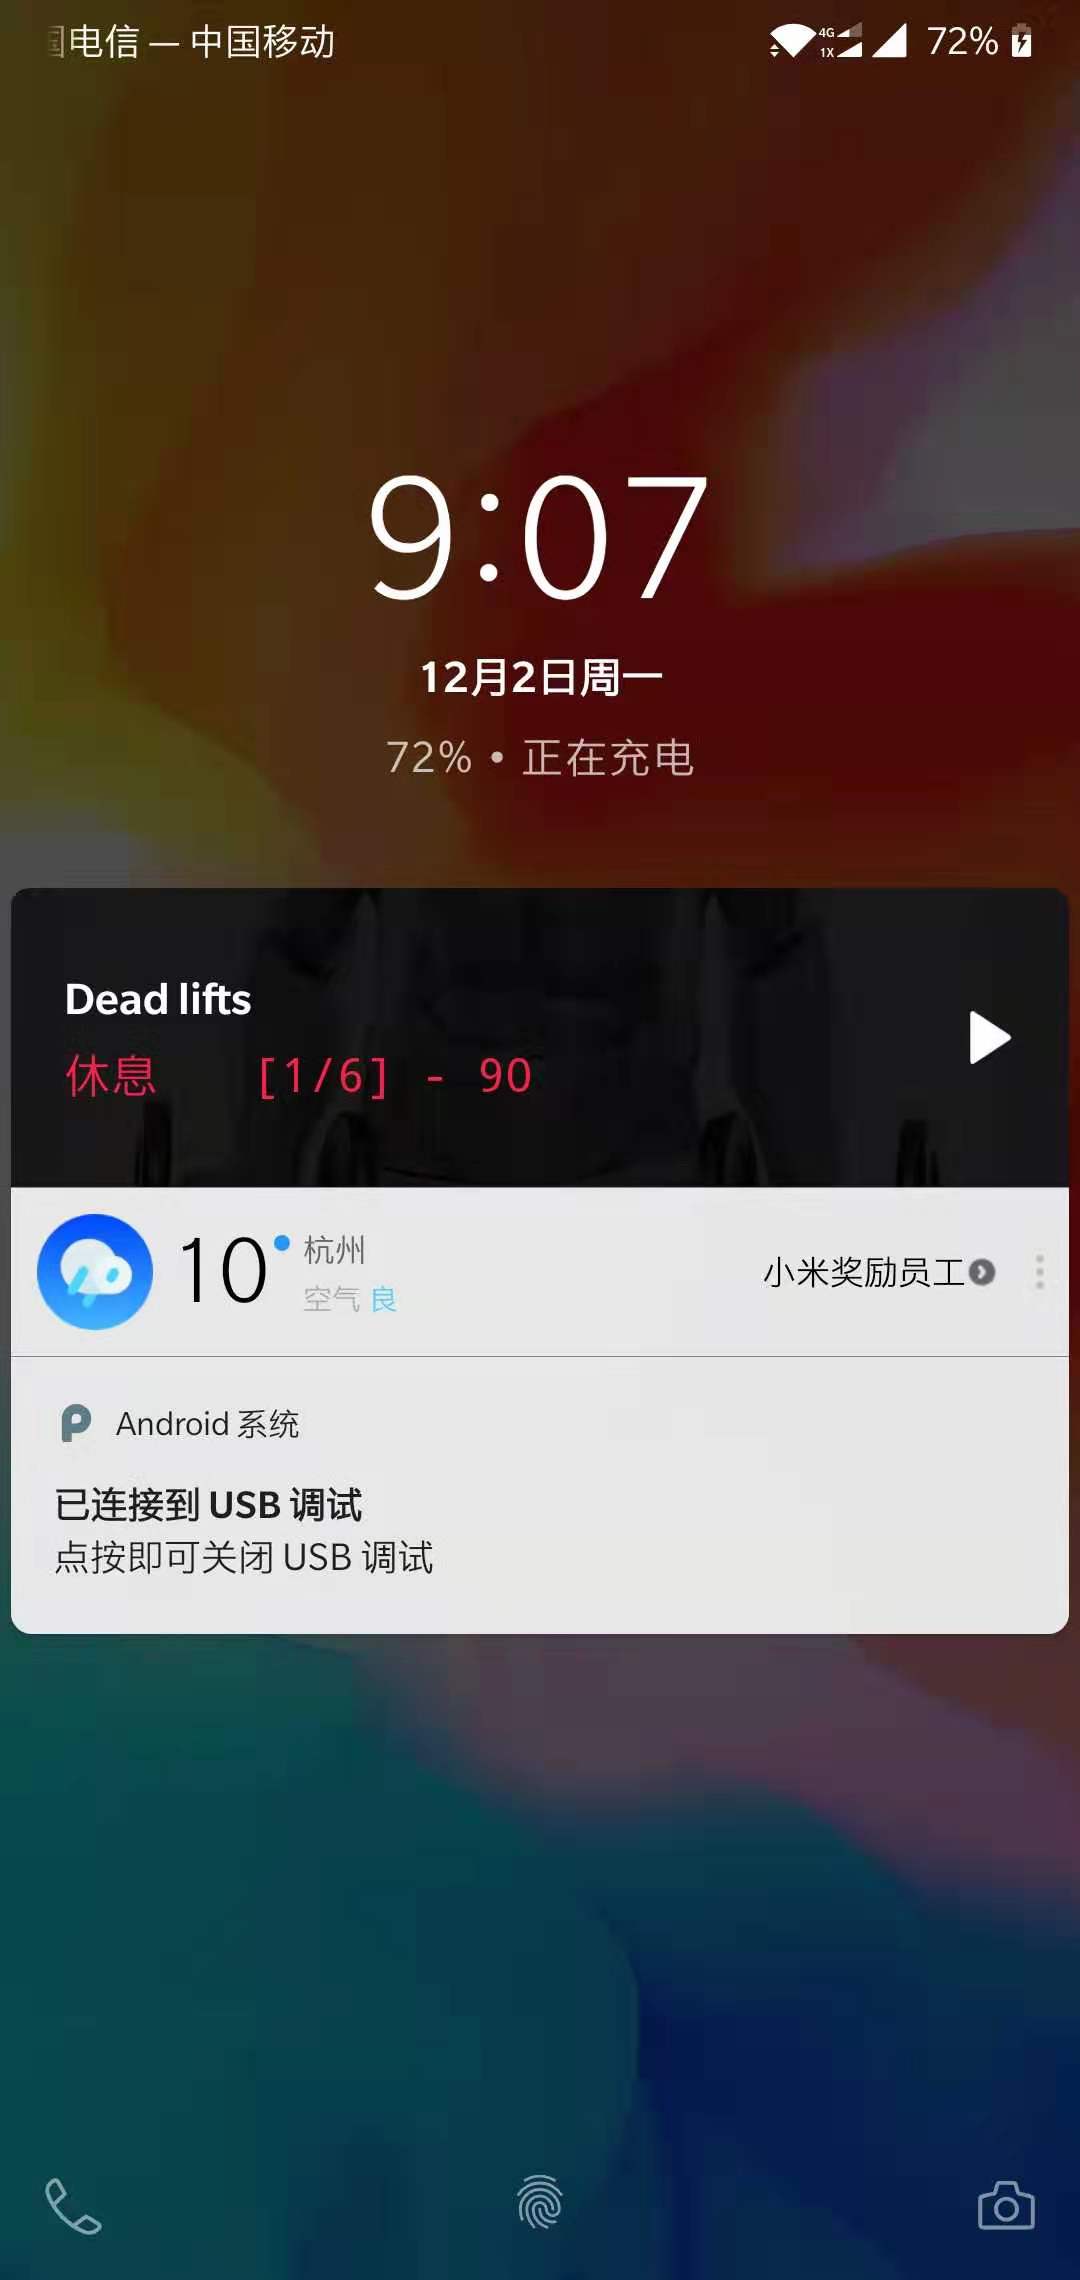 国电信 — 中国移动
4G
1X
72%
9:07
12月2日周一
72% • 正在充电
Dead lifts
休息 [1/6] - 90
10° 杭州
空气 良
小米奖励员工
Android 系统
已连接到 USB 调试
点按即可关闭 USB 调试